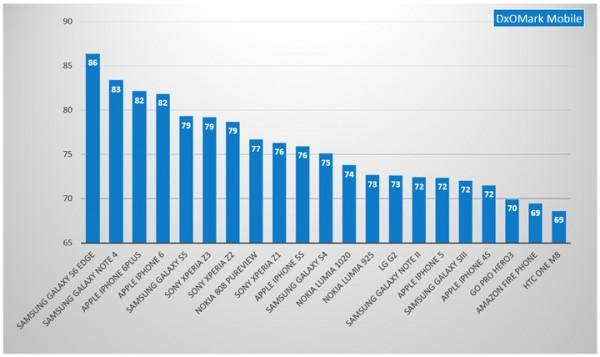 DxOMark Mobile
90
85
80
75
70
65
86
83
82
82
79
79
79
77
76
76
75
74
73
73
72
72
72
72
70
69
69
SAMSUNG GALAXY S6 EDGE
SAMSUNG GALAXY NOTE 4
APPLE IPHONE 6PLUS
APPLE IPHONE 6
SAMSUNG GALAXY S5
SONY XPERIA Z3
SONY XPERIA Z2
NOKIA 808 PUREVIEW
SONY XPERIA Z1
APPLE IPHONE 5S
SAMSUNG GALAXY S4
NOKIA LUMIA 1020
NOKIA LUMIA 925
LG G2
SAMSUNG GALAXY NOTE II
APPLE IPHONE 5
SAMSUNG GALAXY SIII
APPLE IPHONE 4S
GO PRO HERO3
AMAZON FIRE PHONE
HTC ONE M8